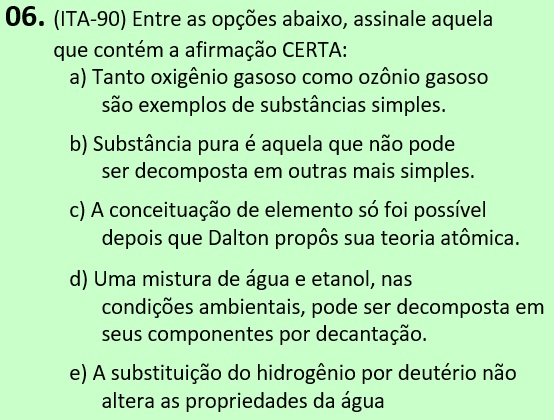 06. (ITA-90) Entre as opções abaixo, assinale aquela
que contém a afirmação CERTA:
a) Tanto oxigênio gasoso como ozônio gasoso
são exemplos de substâncias simples.
b) Substância pura é aquela que não pode
ser decomposta em outras mais simples.
c) A conceituação de elemento só foi possível
depois que Dalton propôs sua teoria atômica.
d) Uma mistura de água e etanol, nas
condições ambientais, pode ser decomposta em
seus componentes por decantação.
e) A substituição do hidrogênio por deutério não
altera as propriedades da água